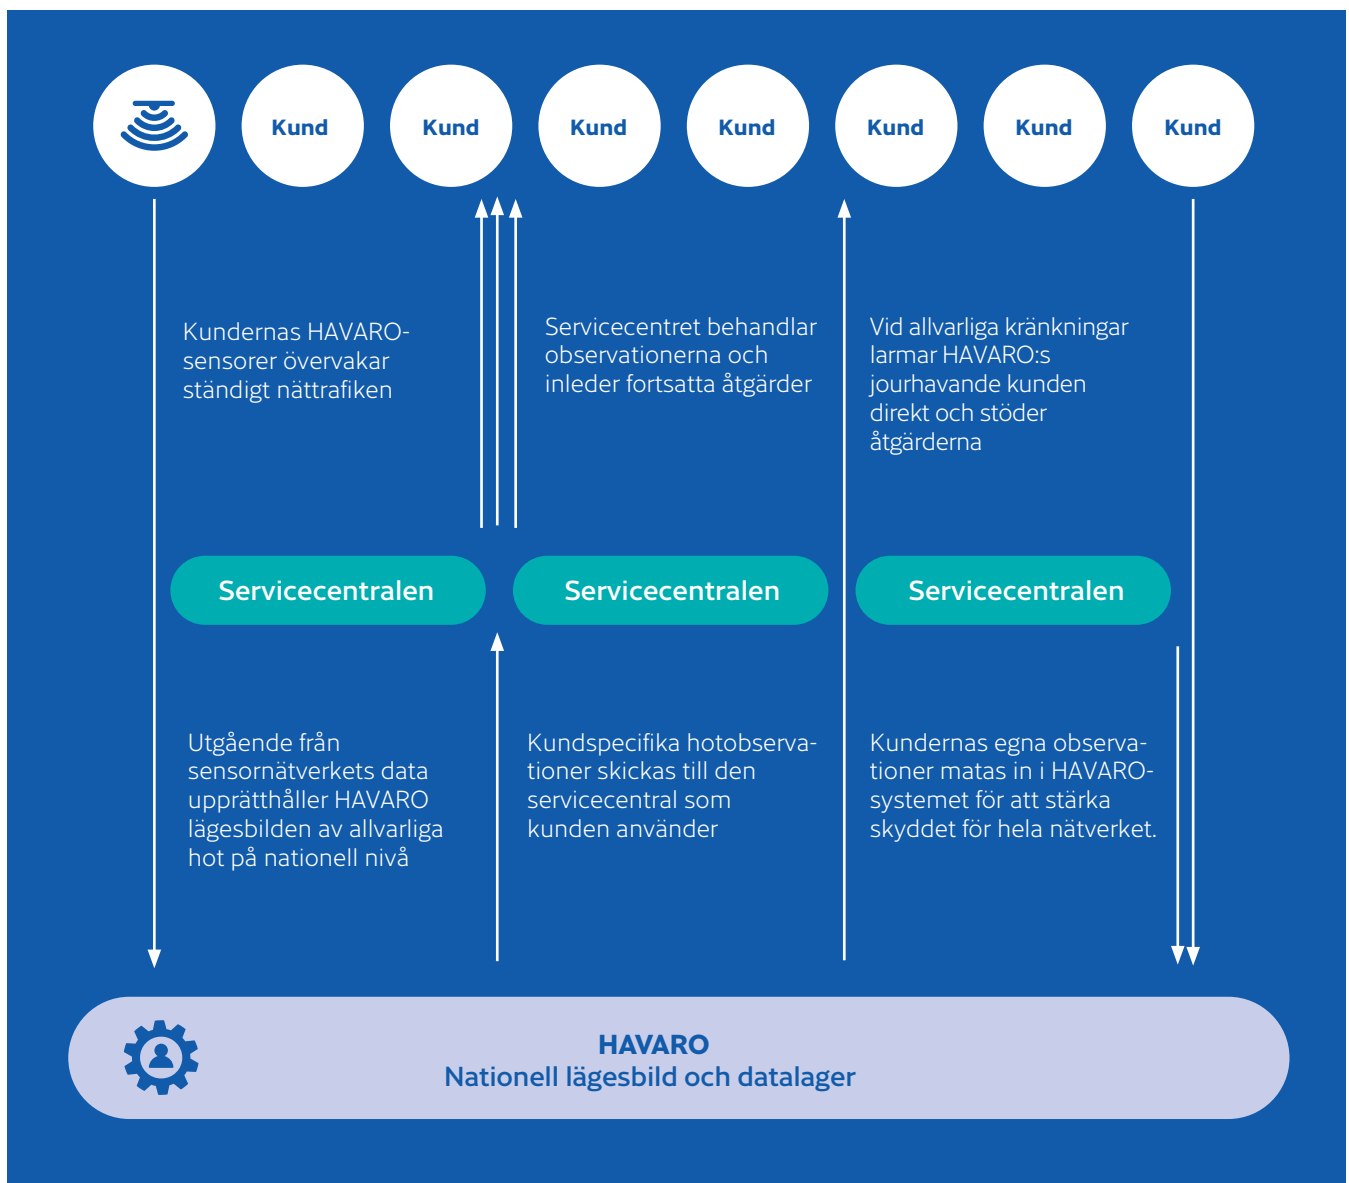 Kund
Kund
Kund
Kund
Kund
Kund
Kund
Kundernas HAVARO-
sensorer övervakar
ständigt nättrafiken
Servicecentret behandlar
observationerna och
inleder fortsatta åtgärder
Vid allvarliga kränkningar
larmar HAVARO:s
jourhavande kunden
direkt och stöder
åtgärderna
Servicecentralen
Servicecentralen
Servicecentralen
Utgående från
sensornätverkets data
upprätthåller HAVARO
lägesbilden av allvarliga
hot på nationell nivå
Kundspecifika hotobserva-
tioner skickas till den
servicecentral som
kunden använder
Kundernas egna observa-
tioner matas in i HAVARO-
systemet för att stärka
skyddet för hela nätverket.
HAVARO
Nationell lägesbild och datalager